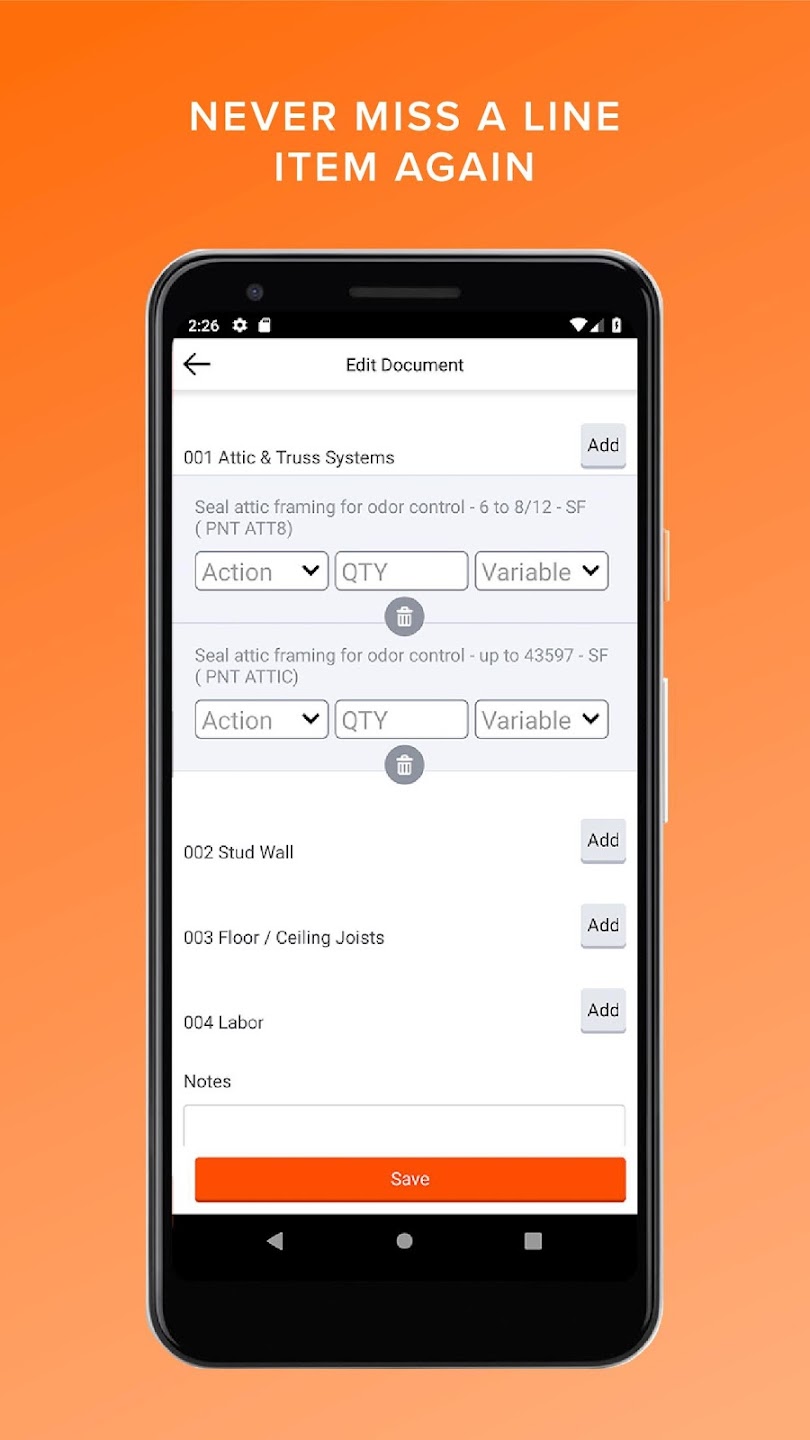 NEVER MISS A LINE
ITEM AGAIN
2:26
Edit Document
001 Attic & Truss Systems
Add
Seal attic framing for odor control - 6 to 8/12 - SF
( PNT ATT8)
Action QTY Variable
Seal attic framing for odor control - up to 43597 - SF
( PNT ATTIC)
Action QTY Variable
002 Stud Wall
Add
003 Floor / Ceiling Joists
Add
004 Labor
Add
Notes
Save